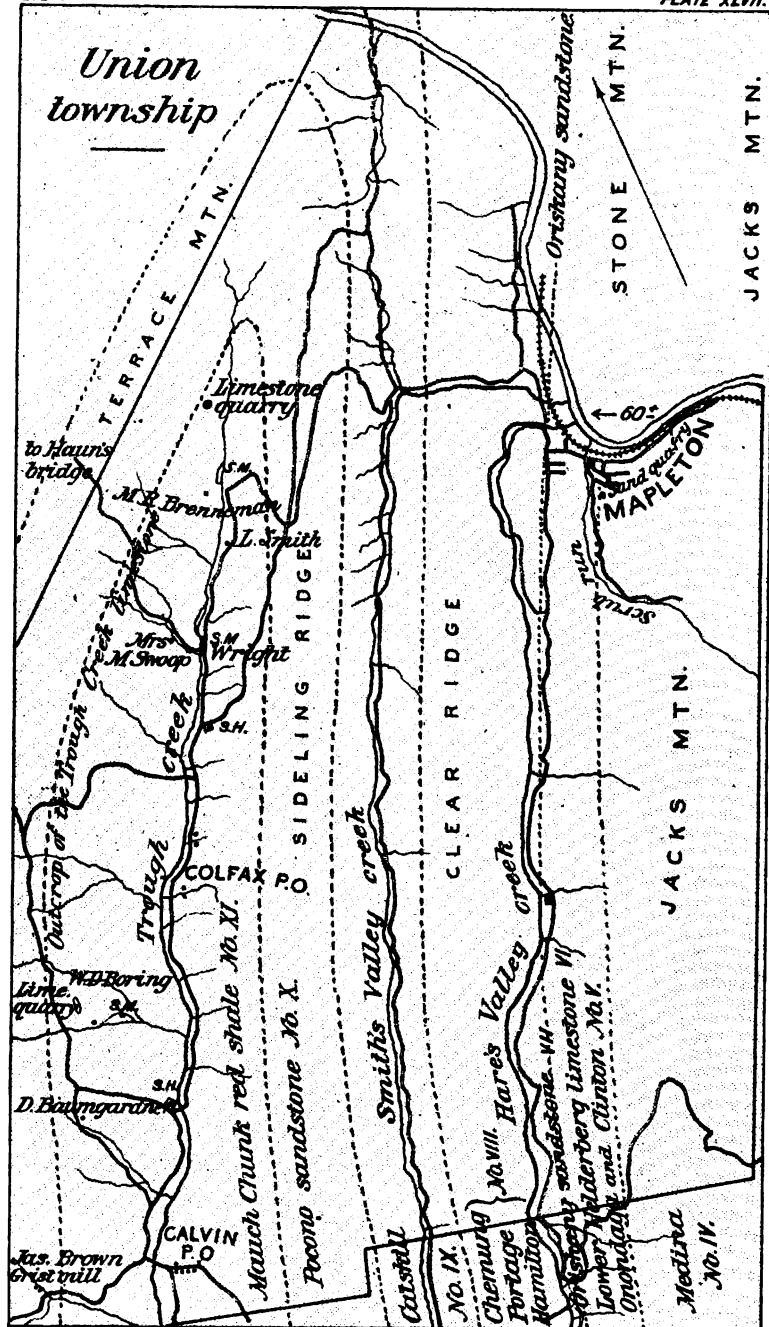 PLATE XLVII.
Union
township
TERRACE MTN.
Oriskany sandstone
STONE MTN.
JACKS MTN.
Limestone
quarry
to Haun's
bridge
S.M.
M.B. Brenneman
L. Smith
60±
Sand quarry
MAPLETON
Scrub run
Outcrop of the Trough Creek limestone
Mrs
M Swoop
S.M.
Wright
S.H.
SIDELING RIDGE
CLEAR RIDGE
JACKS MTN.
Trough creek
COLFAX P.O
Smiths Valley creek
Hare's Valley creek
W.D. Boring
S.M.
Lime.
quarry
S.H.
D. Baumgardner
Mauch Chunk red shale No. XI.
Pocono sandstone No. X.
Catskill
No. IX.
Chemung No. VIII.
Portage
Hamilton
Oriskany sandstone VII
Lower Helderberg limestone VI
Onondaga and Clinton No. V.
Medina
No. IV.
CALVIN
P.O
Jas. Brown
Grist mill